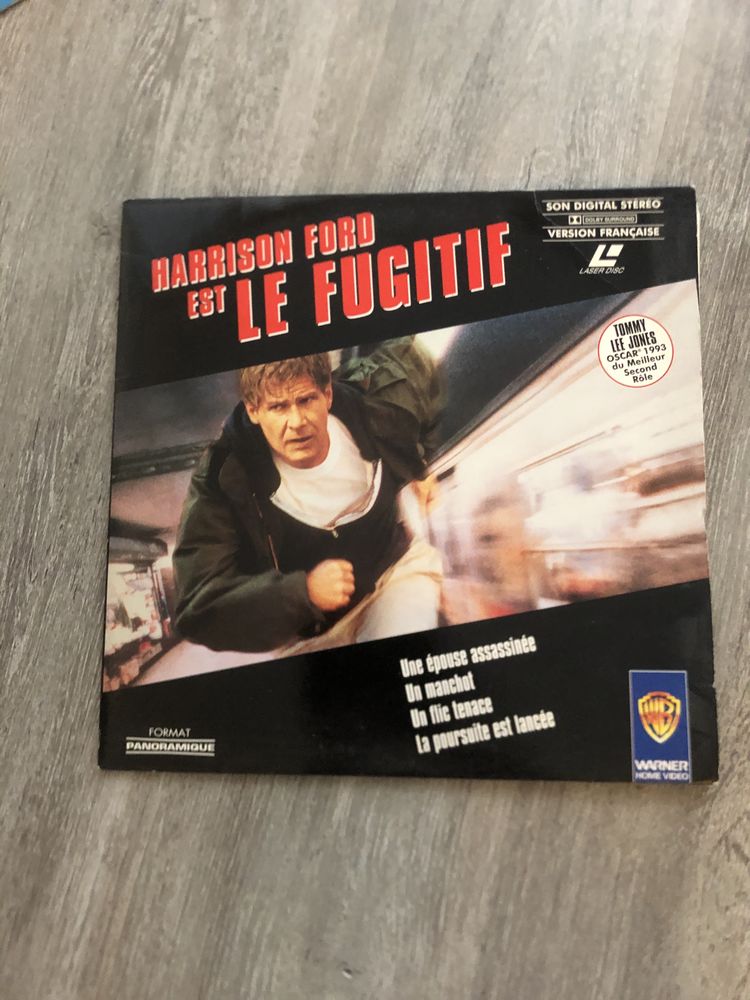 HARRISON FORD
EST LE FUGITIF
SON DIGITAL STÉRÉO
DOLBY SURROUND
VERSION FRANÇAISE
LASER DISC
TOMMY
LEE JONES
OSCAR® 1993
du Meilleur
Second
Rôle
Une épouse assassinée
Un manchot
Un flic tenace
La poursuite est lancée
FORMAT
PANORAMIQUE
WB
WARNER
HOME VIDEO